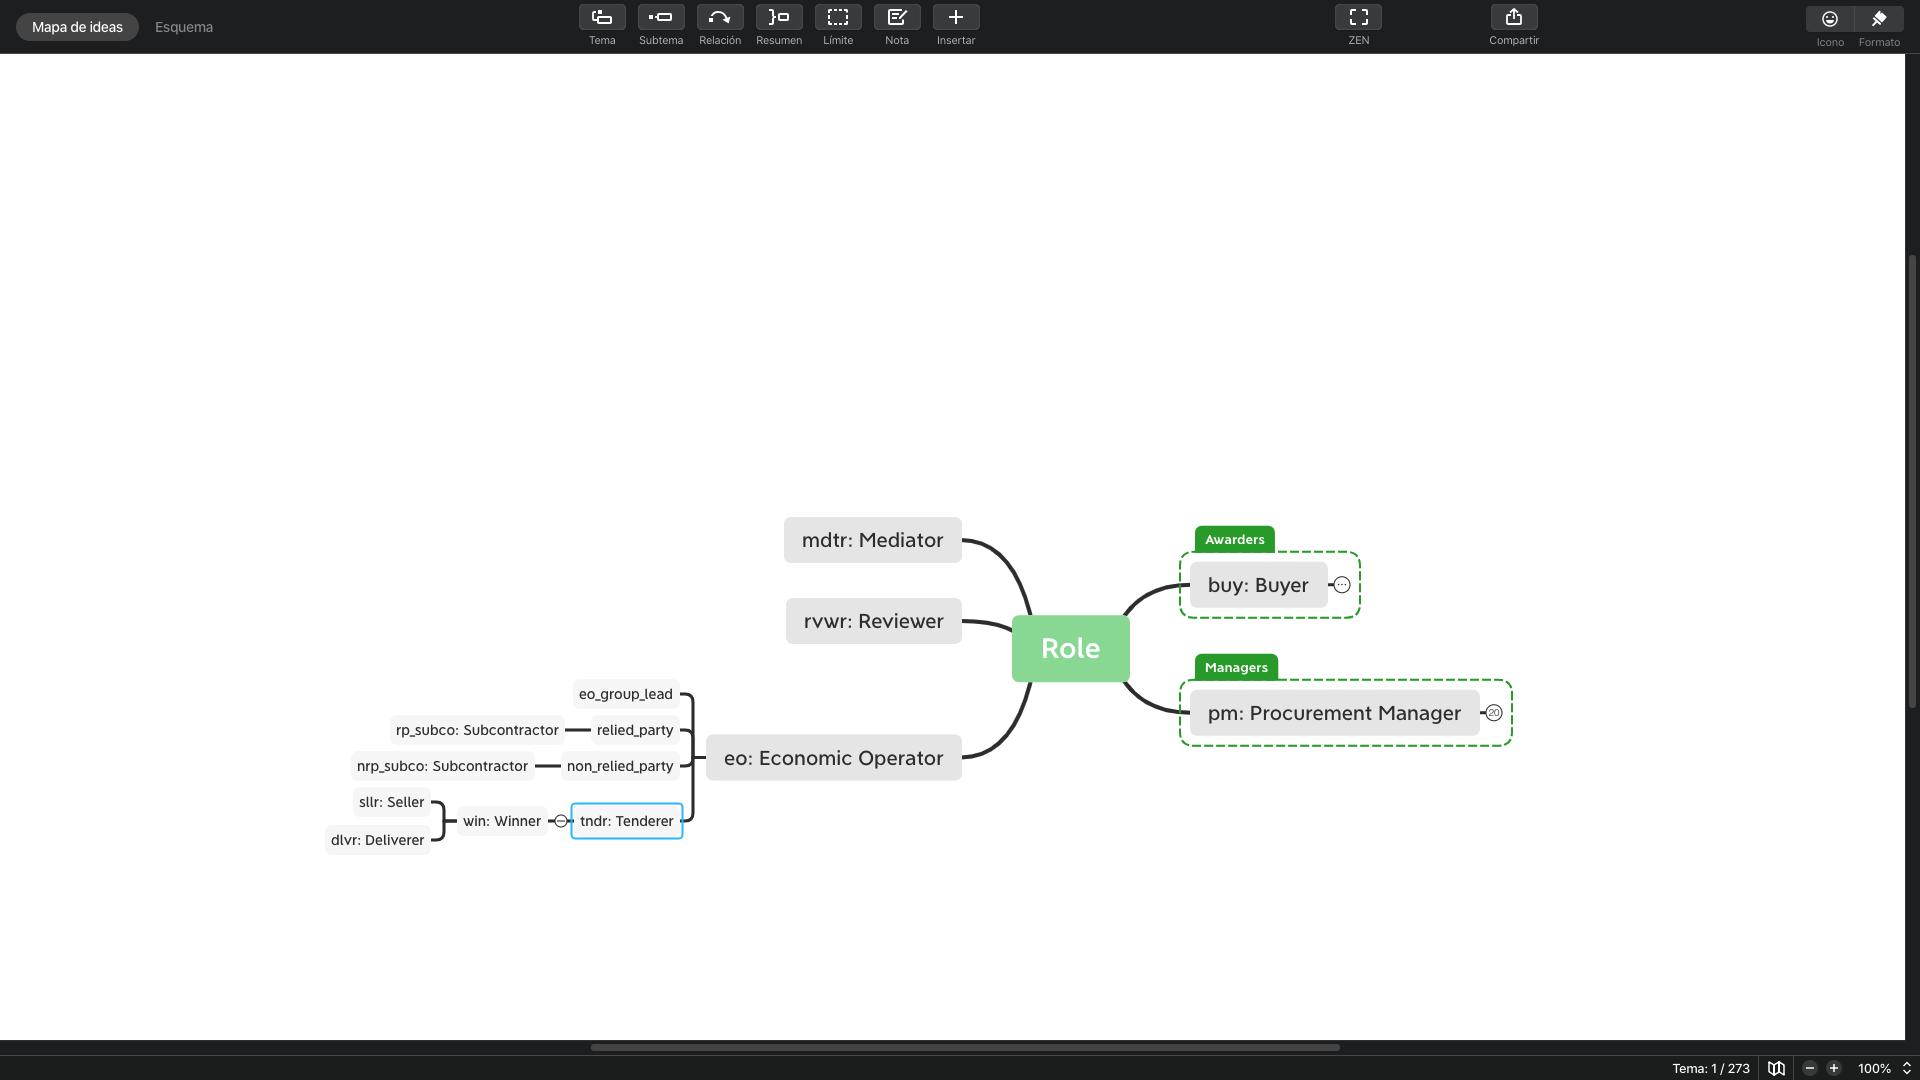 Mapa de ideas
Esquema
Tema
Subtema
Relación
Resumen
Límite
Nota
Insertar
ZEN
Compartir
Icono
Formato
mdtr: Mediator
rvwr: Reviewer
Role
Awarders
buy: Buyer
Managers
pm: Procurement Manager
20
eo: Economic Operator
eo_group_lead
rp_subco: Subcontractor
relied_party
nrp_subco: Subcontractor
non_relied_party
sllr: Seller
dlvr: Deliverer
win: Winner
tndr: Tenderer
Tema: 1 / 273
100%